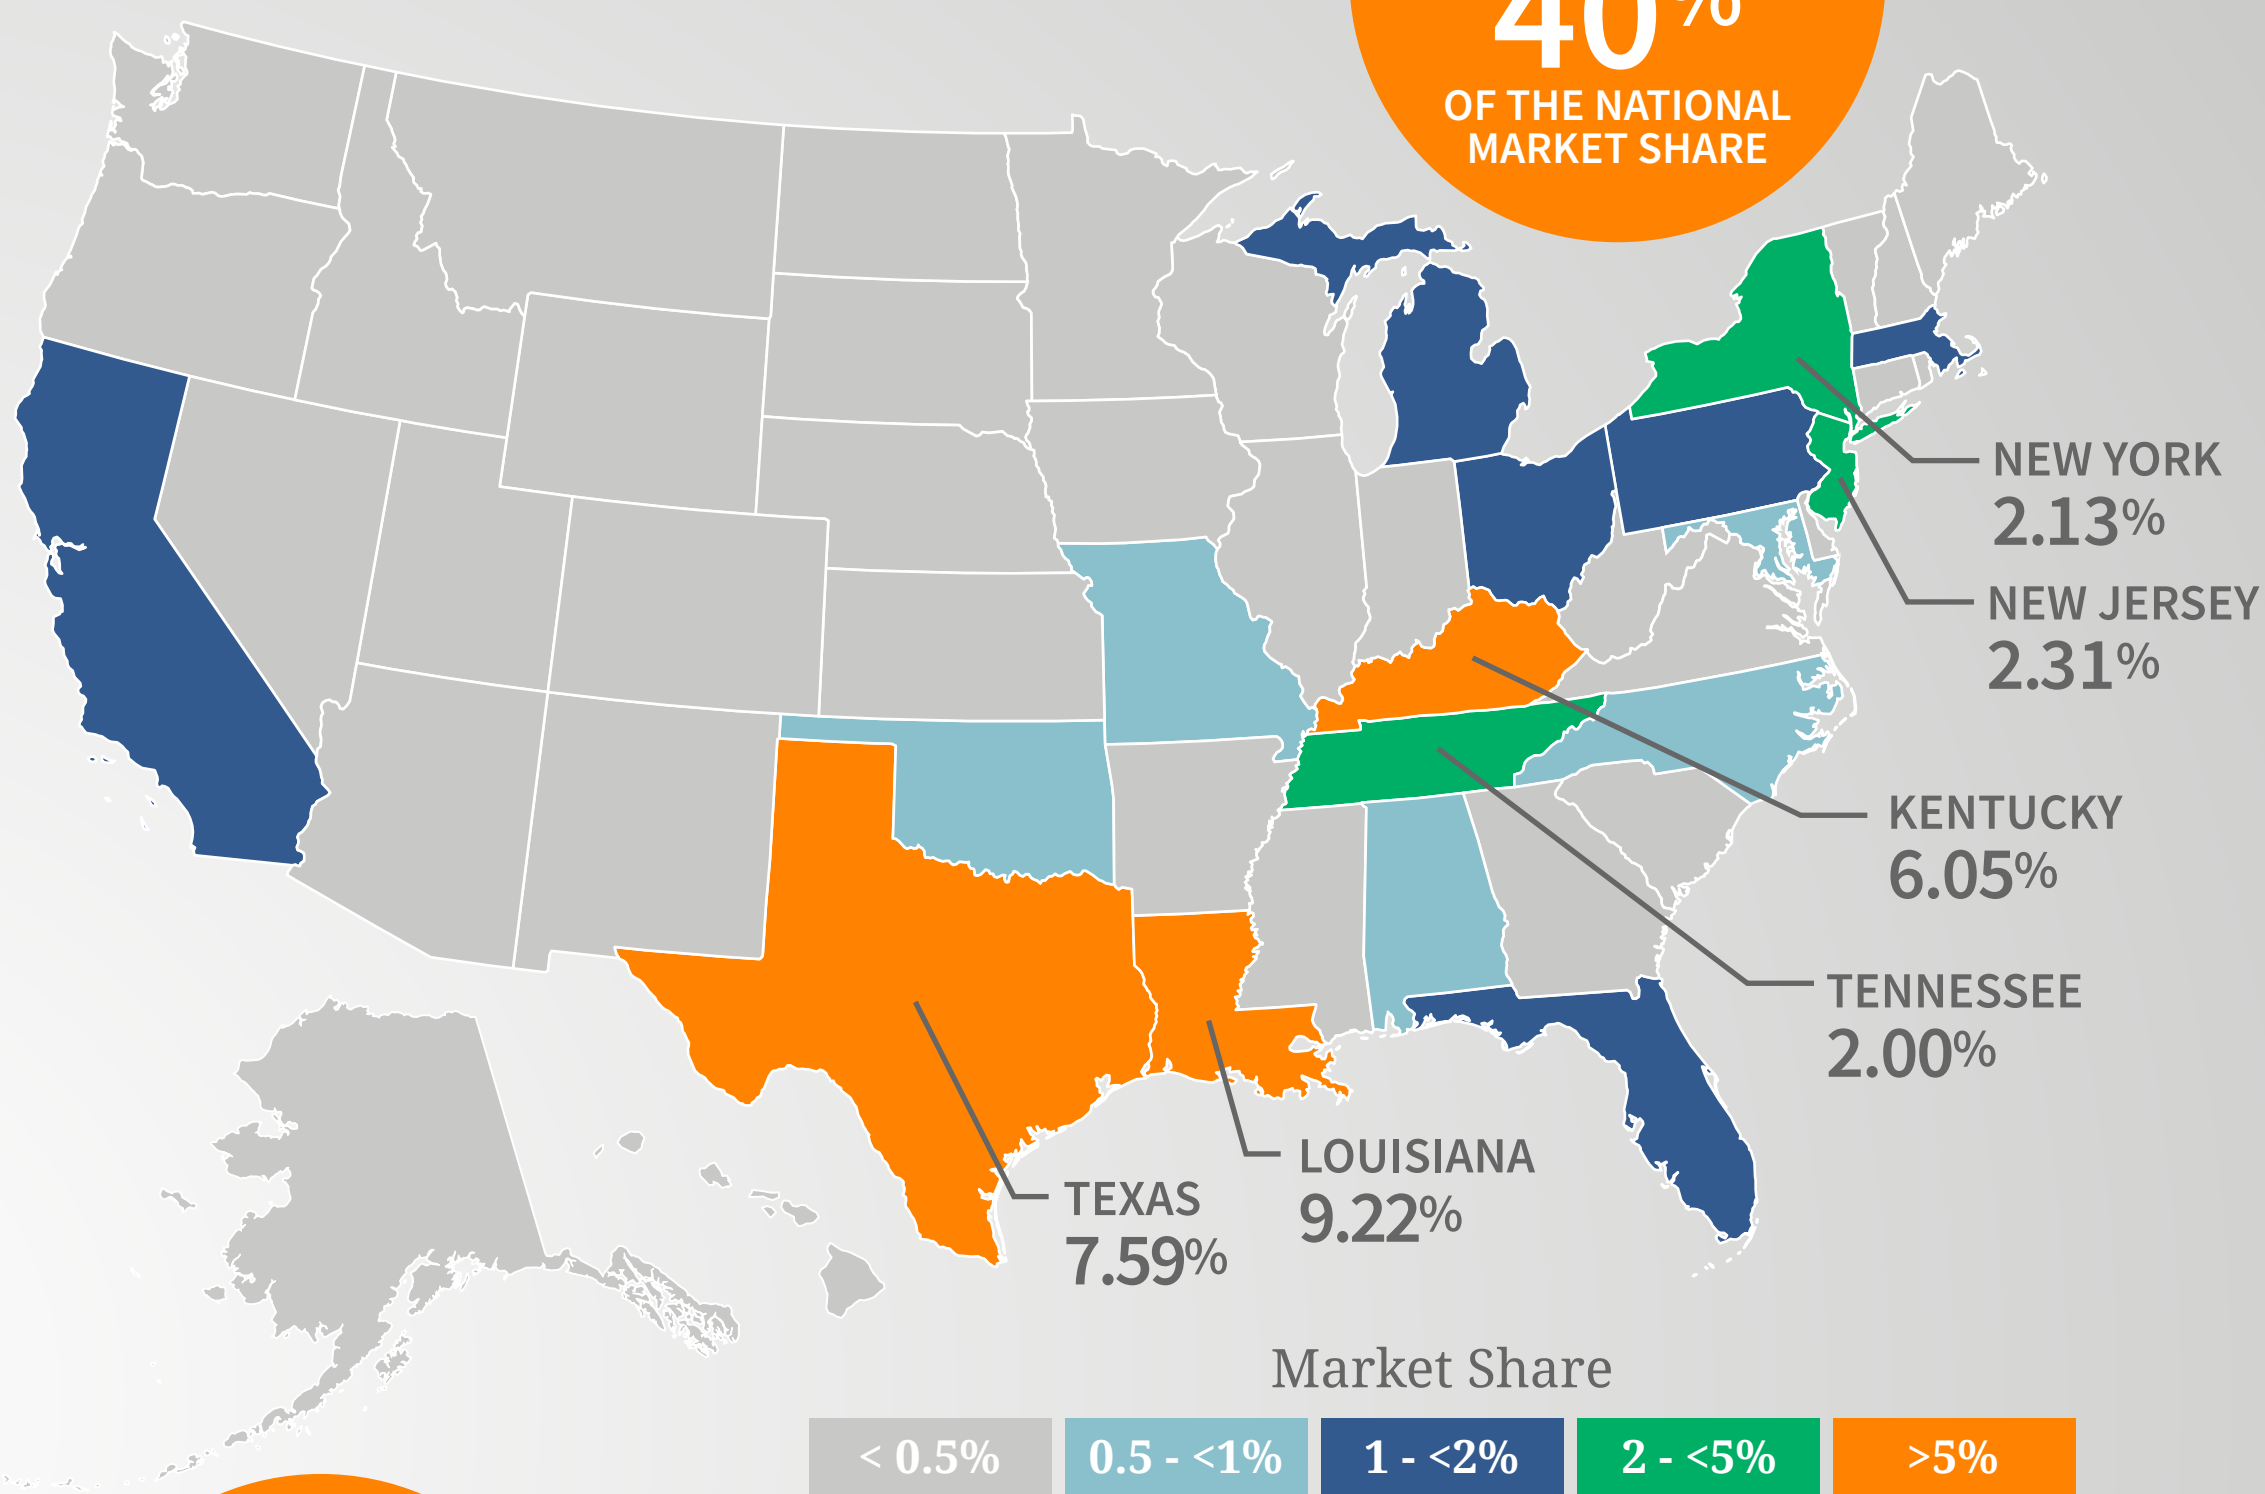 40%
OF THE NATIONAL
MARKET SHARE
NEW YORK
2.13%
NEW JERSEY
2.31%
KENTUCKY
6.05%
TENNESSEE
2.00%
LOUISIANA
9.22%
TEXAS
7.59%
Market Share
< 0.5% 0.5 - <1% 1 - <2% 2 - <5% >5%